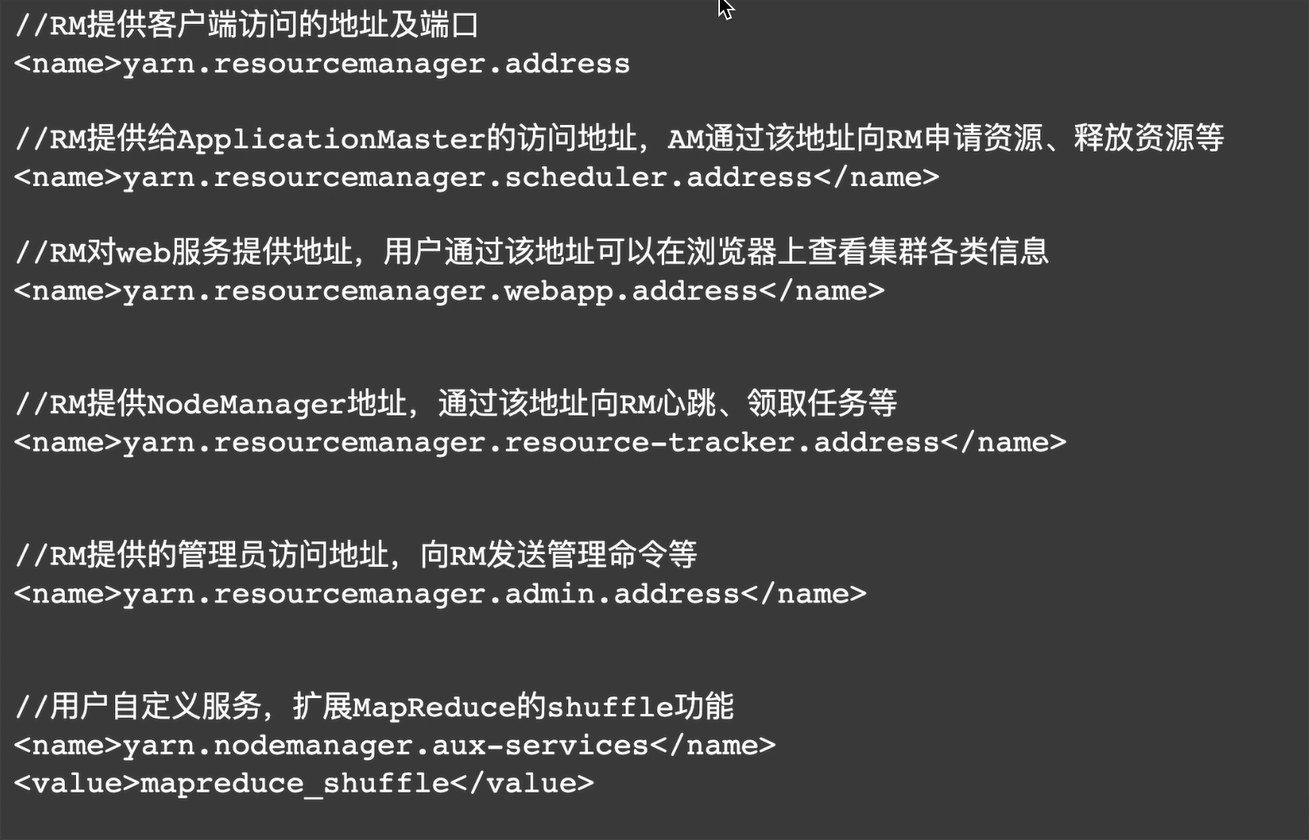 //RM提供客户端访问的地址及端口
<name>yarn.resourcemanager.address
//RM提供给ApplicationMaster的访问地址，AM通过该地址向RM申请资源、释放资源等
<name>yarn.resourcemanager.scheduler.address</name>
//RM对web服务提供地址，用户通过该地址可以在浏览器上查看集群各类信息
<name>yarn.resourcemanager.webapp.address</name>
//RM提供NodeManager地址，通过该地址向RM心跳、领取任务等
<name>yarn.resourcemanager.resource-tracker.address</name>
//RM提供的管理员访问地址，向RM发送管理命令等
<name>yarn.resourcemanager.admin.address</name>
//用户自定义服务，扩展MapReduce的shuffle功能
<name>yarn.nodemanager.aux-services</name>
<value>mapreduce_shuffle</value>